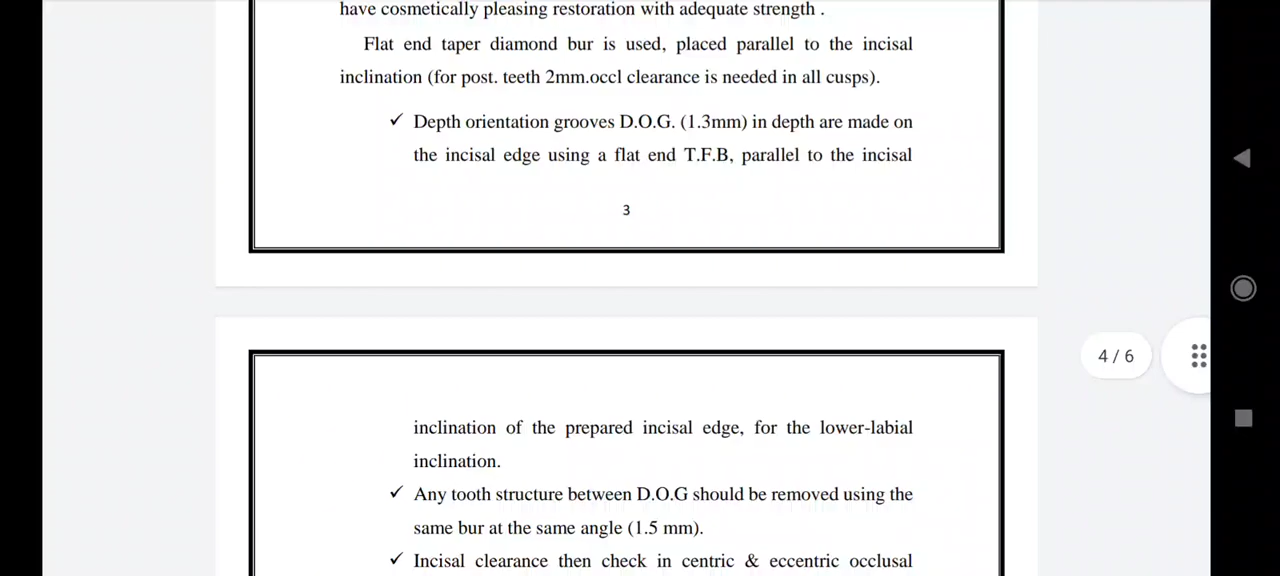 have cosmetically pleasing restoration with adequate strength .
Flat end taper diamond bur is used, placed parallel to the incisal
inclination (for post. teeth 2mm.occl clearance is needed in all cusps).
✓ Depth orientation grooves D.O.G. (1.3mm) in depth are made on
the incisal edge using a flat end T.F.B, parallel to the incisal
3
4 / 6
inclination of the prepared incisal edge, for the lower-labial
inclination.
✓ Any tooth structure between D.O.G should be removed using the
same bur at the same angle (1.5 mm).
✓ Incisal clearance then check in centric & eccentric occlusal